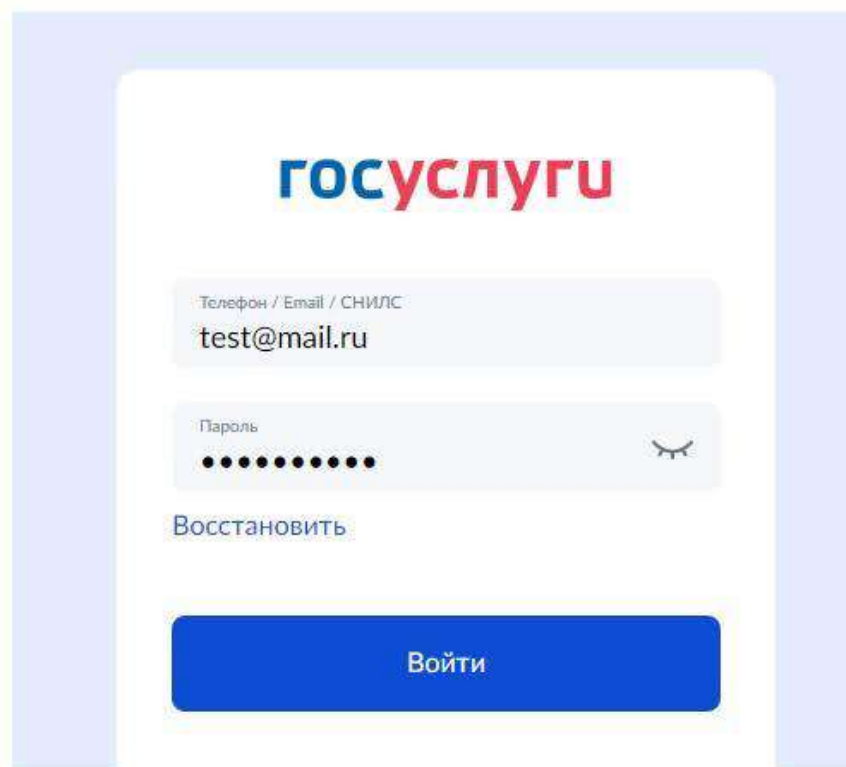 госуслуги
Телефон / Email / СНИЛС
test@mail.ru
Пароль
••••••••••
Восстановить
Войти